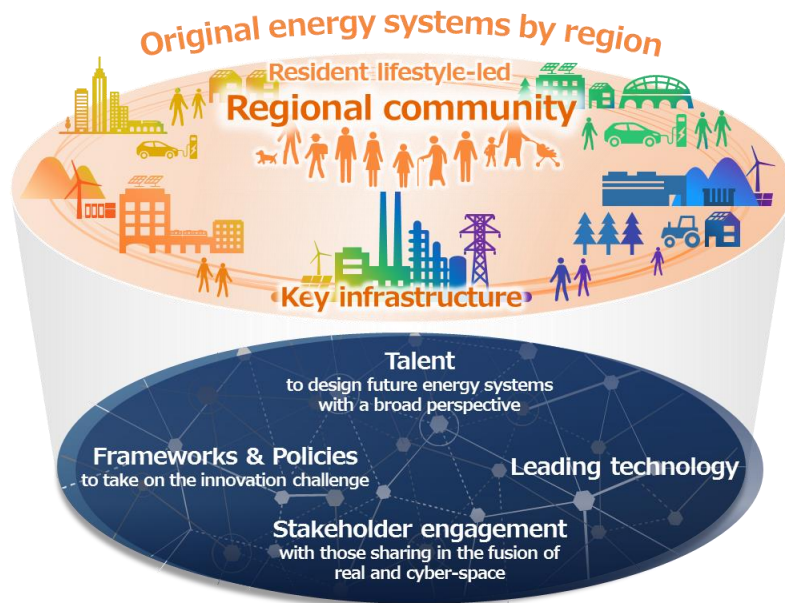 Original energy systems by region
Resident lifestyle-led
Regional community
Key infrastructure
Talent
to design future energy systems
with a broad perspective
Frameworks & Policies
to take on the innovation challenge
Leading technology
Stakeholder engagement
with those sharing in the fusion of
real and cyber-space